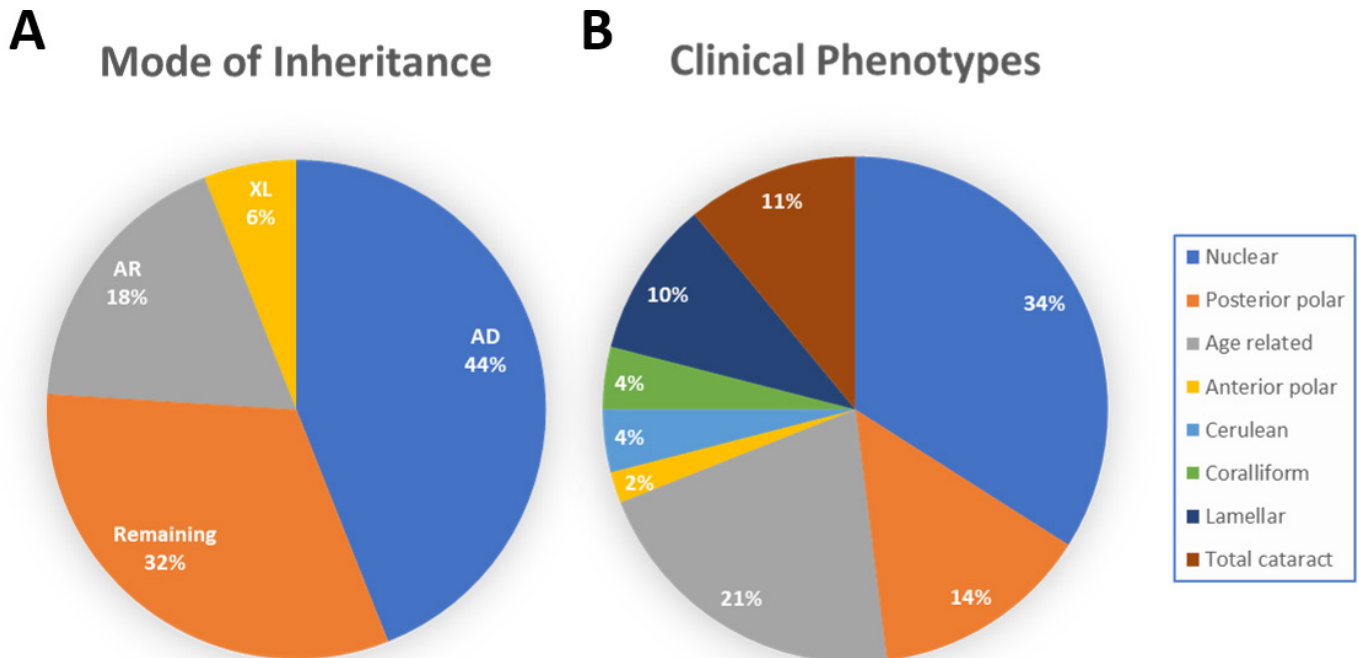 A
Mode of Inheritance
XL
6%
AR
18%
AD
44%
Remaining
32%
B
Clinical Phenotypes
11%
34%
10%
4%
4%
2%
21%
14%
Nuclear
Posterior polar
Age related
Anterior polar
Cerulean
Coralliform
Lamellar
Total cataract